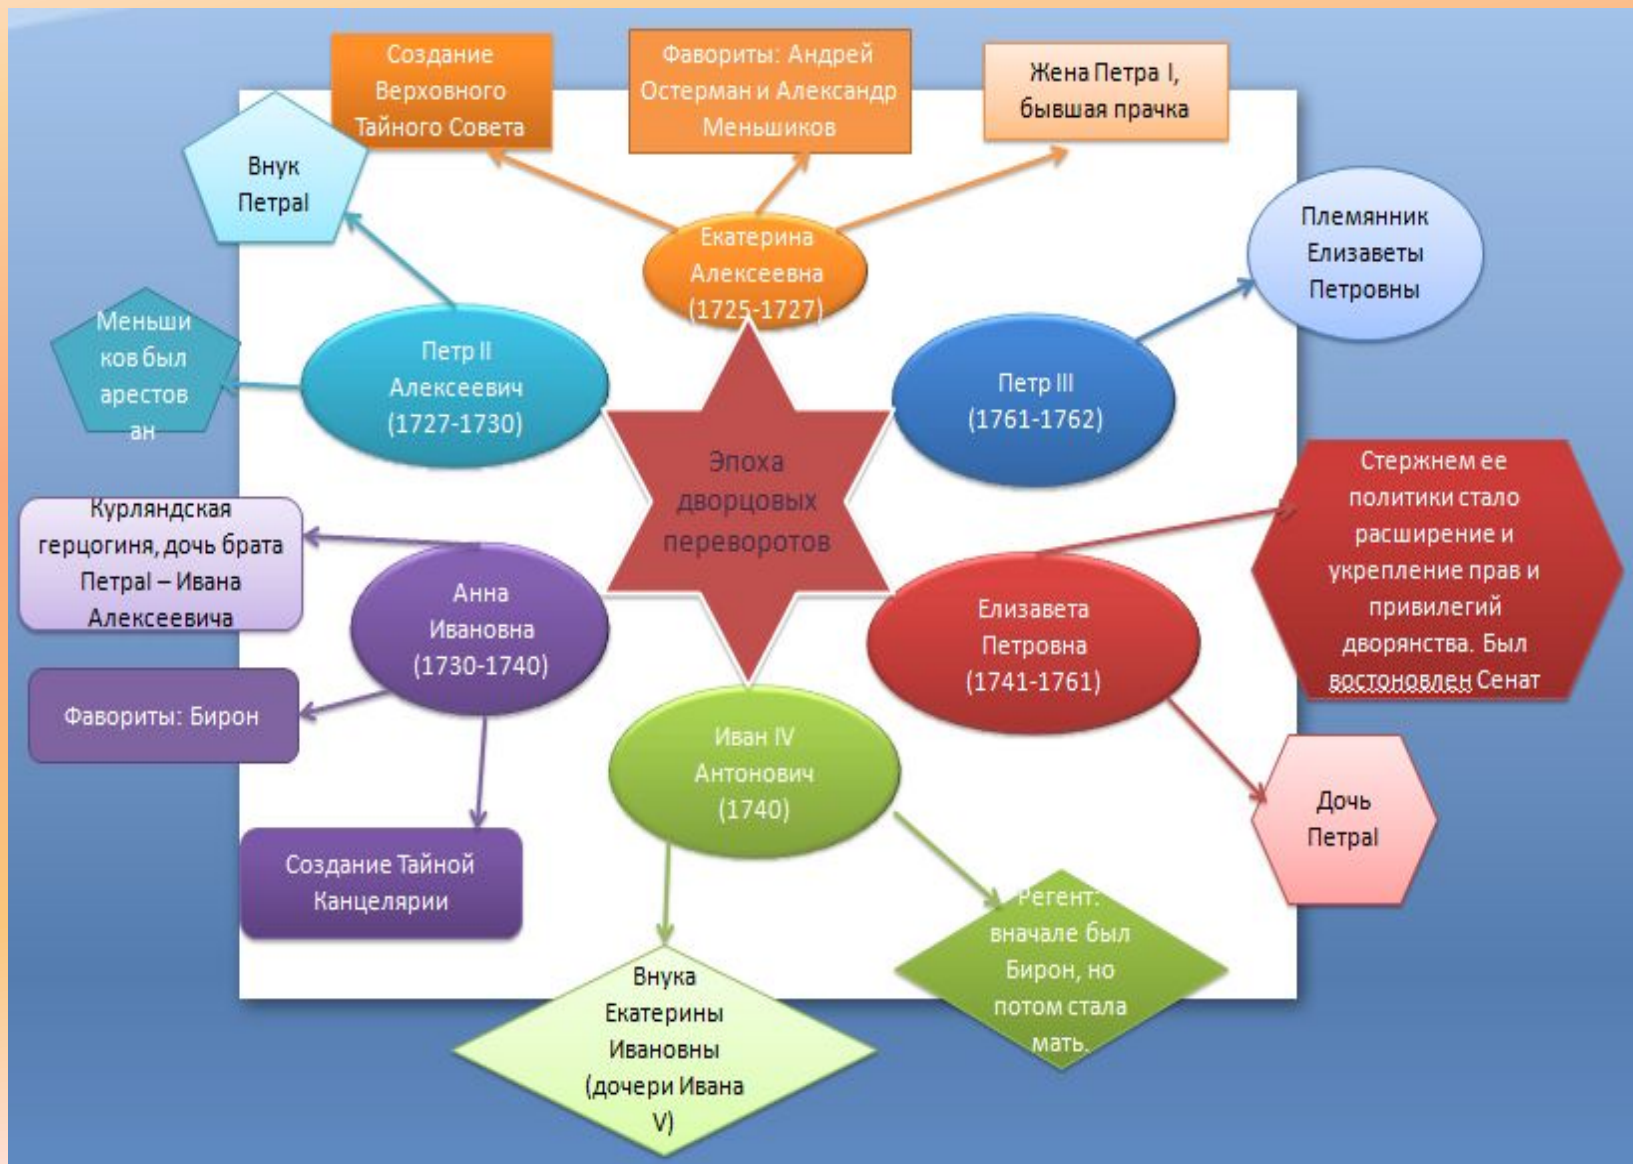 Создание
Верховного
Тайного Совета
Фавориты: Андрей
Остерман и Александр
Меньшиков
Жена Петра I,
бывшая прачка
Внук
ПетраI
Екатерина
Алексеевна
(1725-1727)
Племянник
Елизаветы
Петровны
Меньши
ков был
арестов
ан
Петр II
Алексеевич
(1727-1730)
Петр III
(1761-1762)
Эпоха
дворцовых
переворотов
Стержнем ее
политики стало
расширение и
укрепление прав и
привилегий
дворянства. Был
востоновлен Сенат
Курляндская
герцогиня, дочь брата
ПетраI – Ивана
Алексеевича
Анна
Ивановна
(1730-1740)
Елизавета
Петровна
(1741-1761)
Фавориты: Бирон
Иван IV
Антонович
(1740)
Дочь
ПетраI
Создание Тайной
Канцелярии
Регент:
вначале был
Бирон, но
потом стала
мать.
Внука
Екатерины
Ивановны
(дочери Ивана
V)